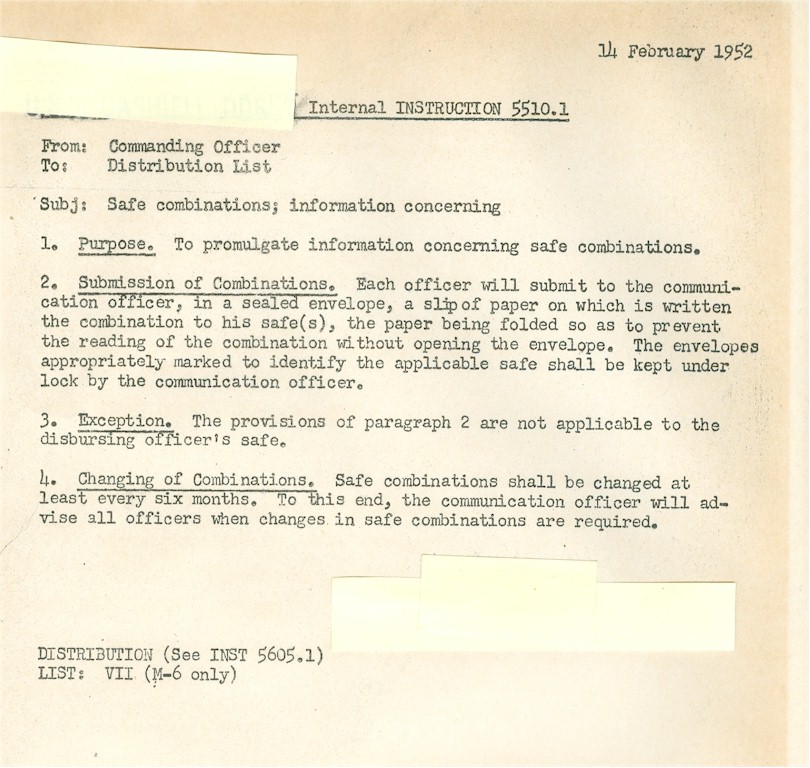 14 February 1952
Internal INSTRUCTION 5510.1
From: Commanding Officer
To: Distribution List
Subj: Safe combinations; information concerning
1. Purpose. To promulgate information concerning safe combinations.
2. Submission of Combinations. Each officer will submit to the communi-
cation officer, in a sealed envelope, a slip of paper on which is written
the combination to his safe(s), the paper being folded so as to prevent
the reading of the combination without opening the envelope. The envelopes
appropriately marked to identify the applicable safe shall be kept under
lock by the communication officer.
3. Exception. The provisions of paragraph 2 are not applicable to the
disbursing officer's safe.
4. Changing of Combinations. Safe combinations shall be changed at
least every six months. To this end, the communication officer will ad-
vise all officers when changes in safe combinations are required.
DISTRIBUTION (See INST 5605.1)
LIST: VII (M-6 only)